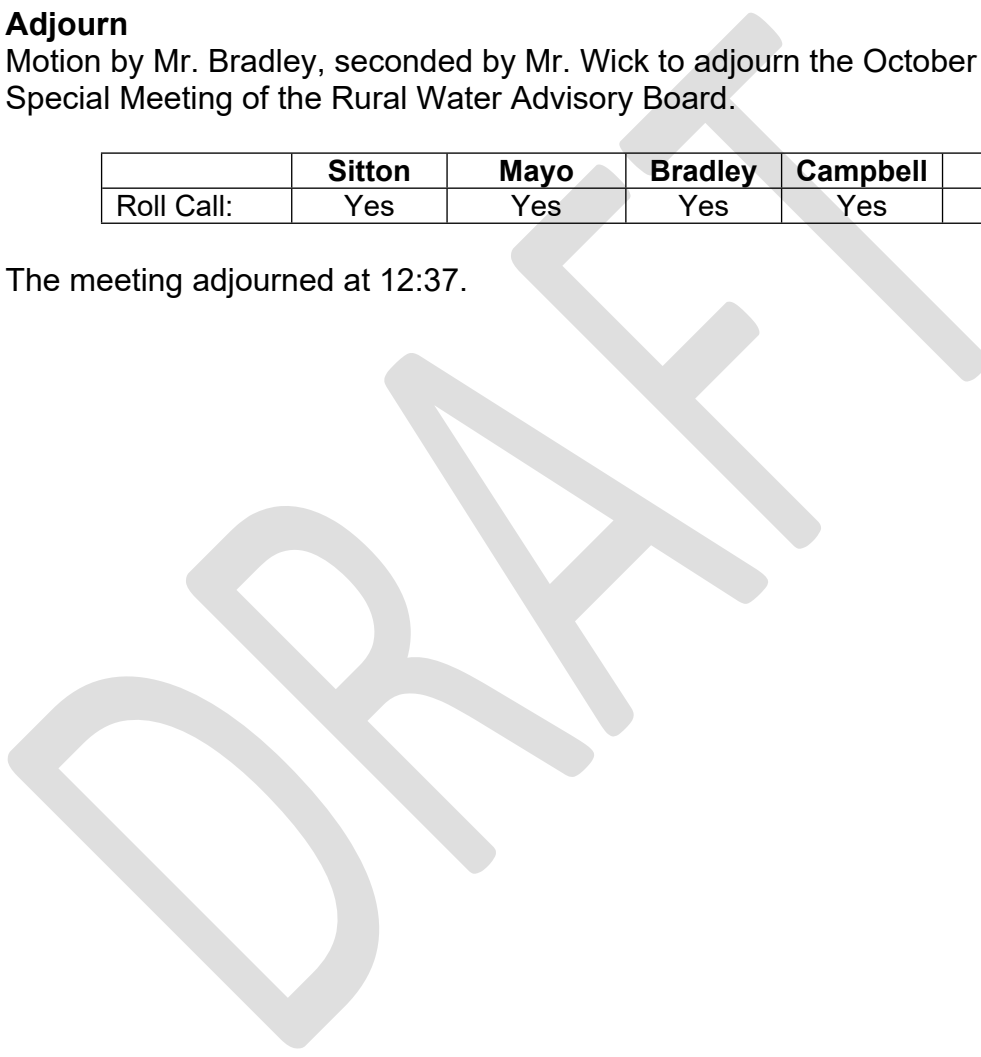 Adjourn
Motion by Mr. Bradley, seconded by Mr. Wick to adjourn the October
Special Meeting of the Rural Water Advisory Board.
Sitton Mayo Bradley Campbell
Roll Call: Yes Yes Yes Yes
The meeting adjourned at 12:37.
DRAFT